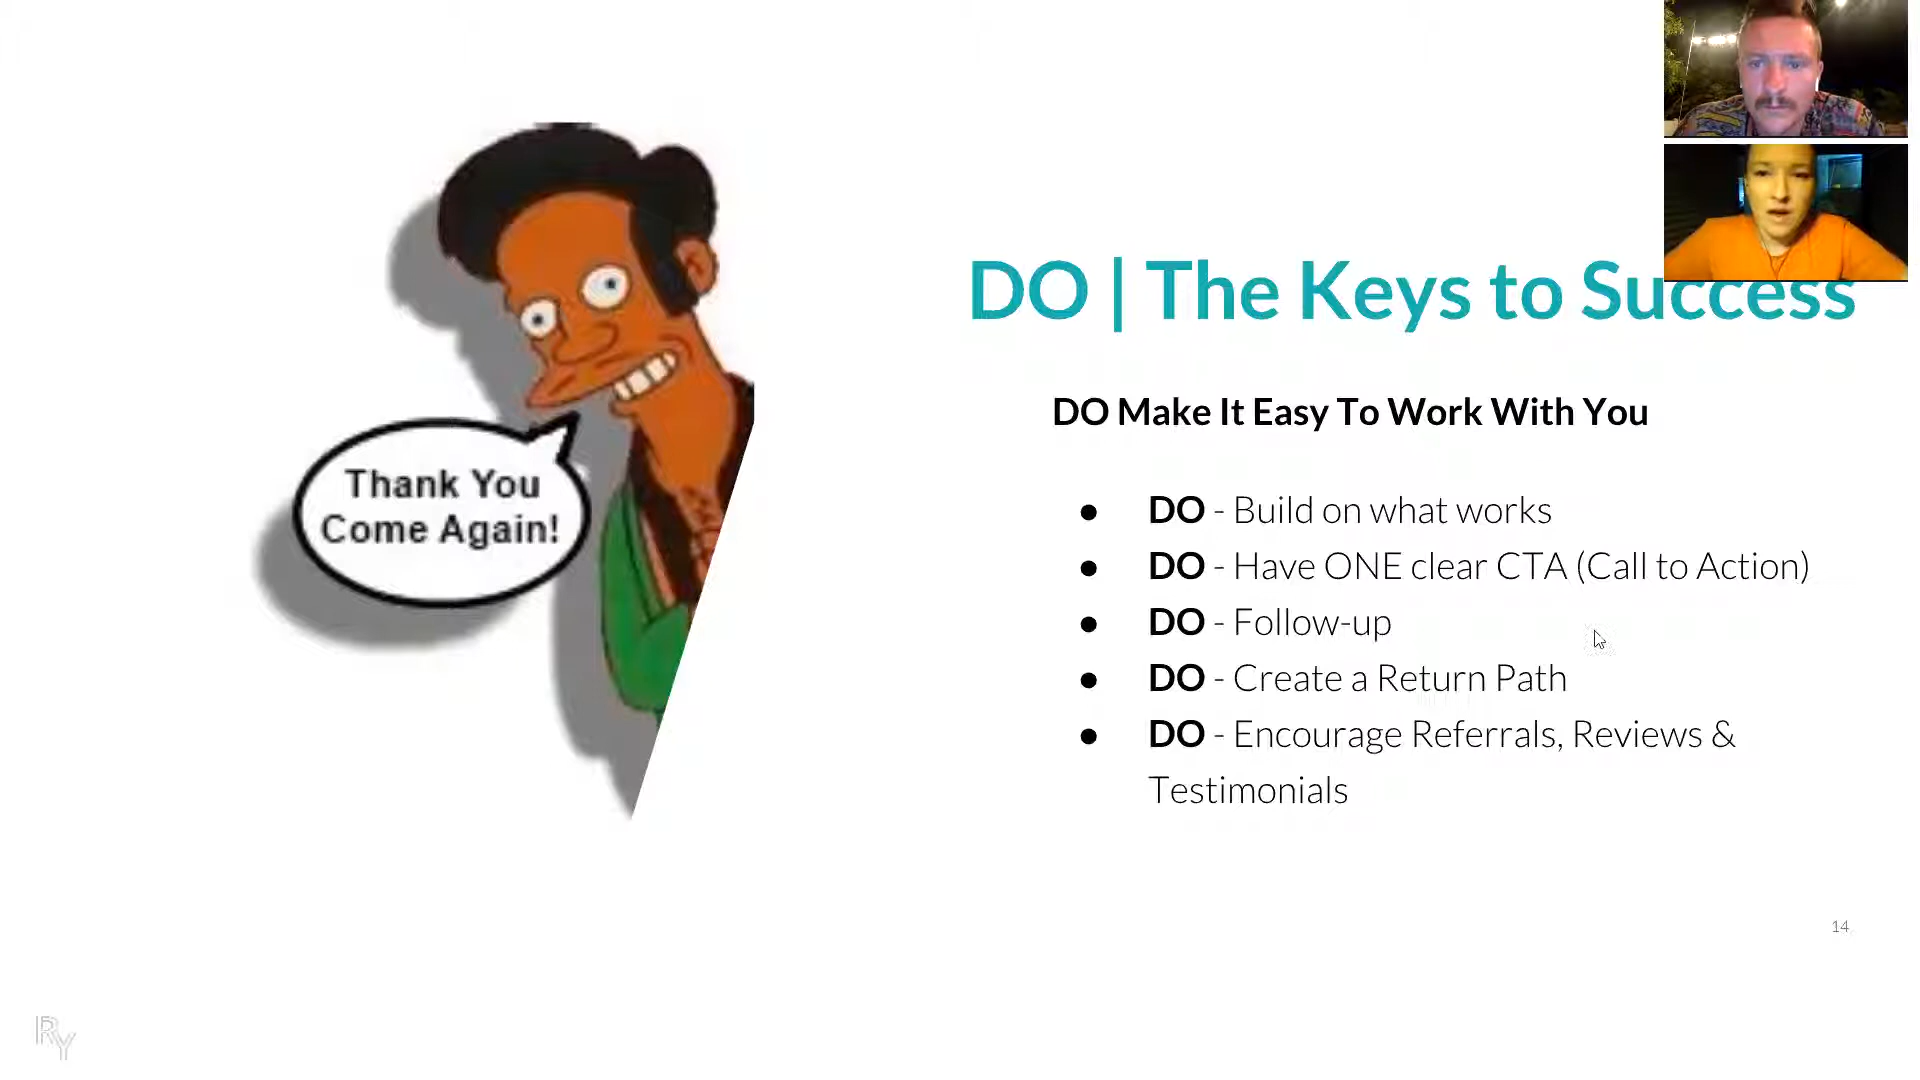 Thank You
Come Again!
DO | The Keys to Success
DO Make It Easy To Work With You
● DO - Build on what works
● DO - Have ONE clear CTA (Call to Action)
● DO - Follow-up
● DO - Create a Return Path
● DO - Encourage Referrals, Reviews &
Testimonials
14
RY